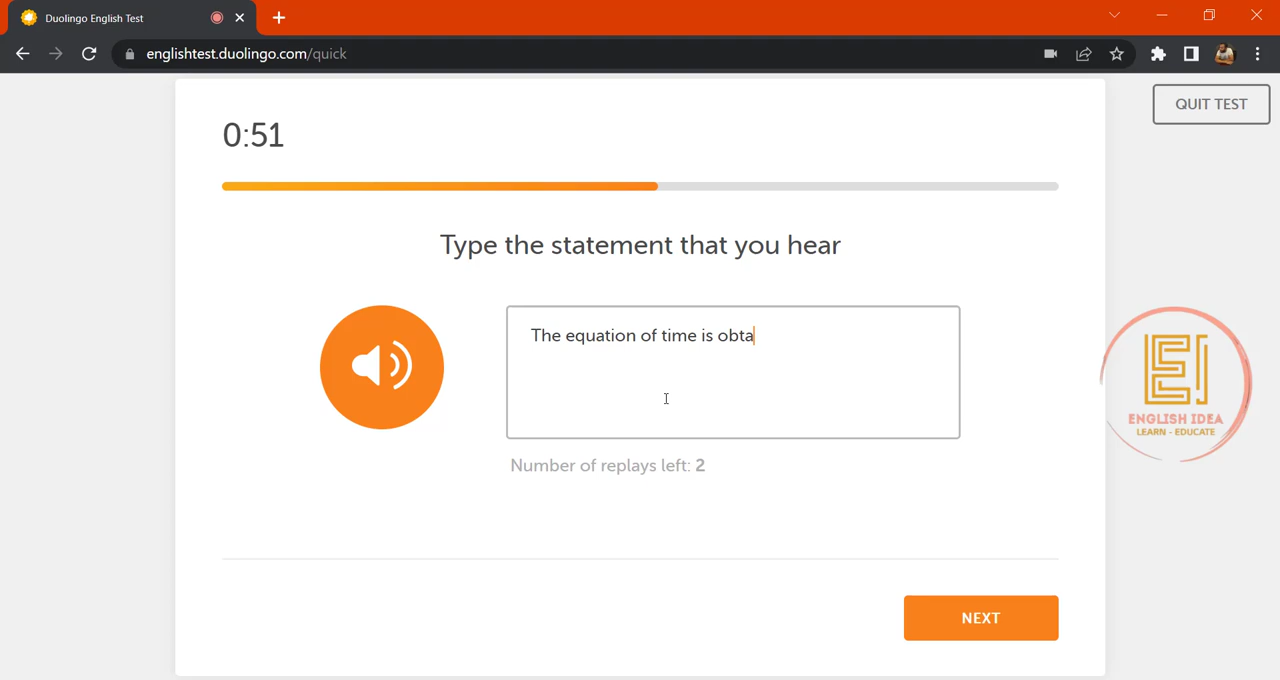 Duolingo English Test
englishtest.duolingo.com/quick
QUIT TEST
0:51
Type the statement that you hear
The equation of time is obta
Number of replays left: 2
NEXT
ENGLISH IDEA
LEARN - EDUCATE